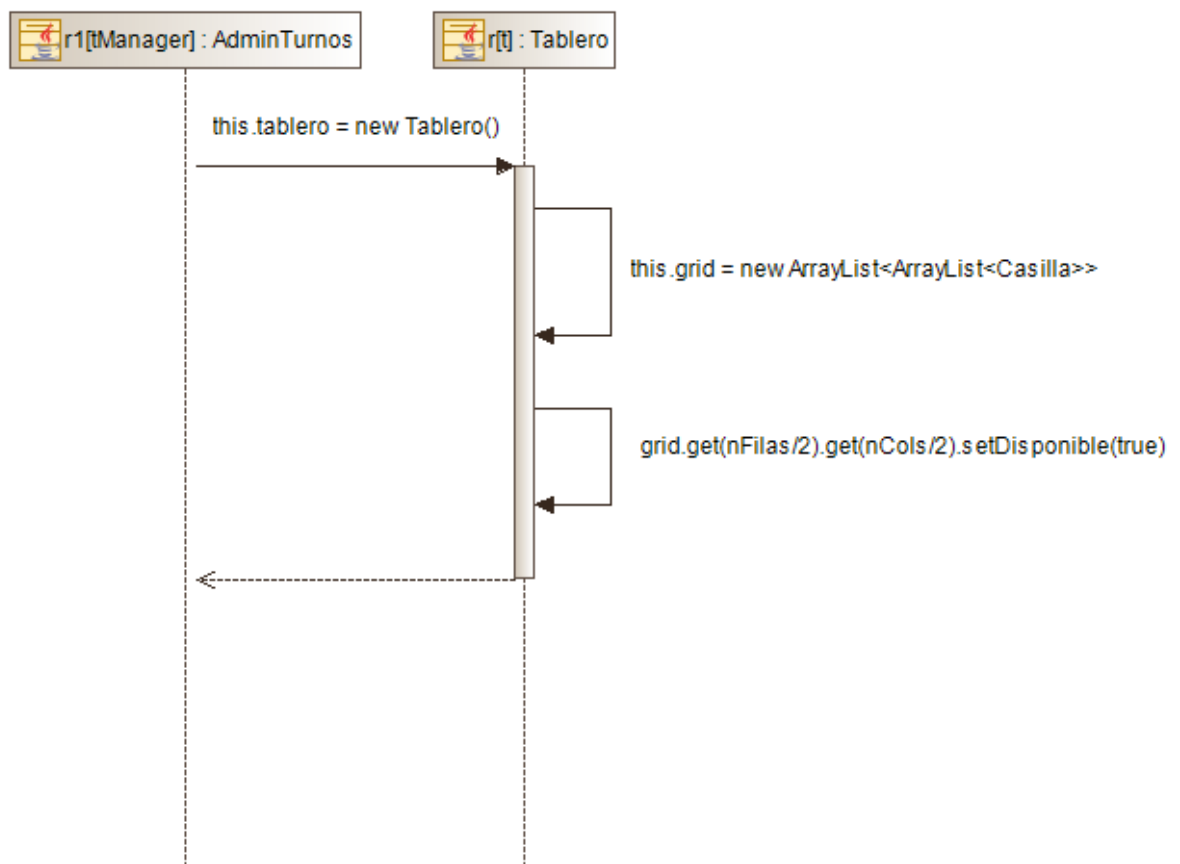 r1[tManager] : AdminTurnos
r[t] : Tablero
this.tablero = new Tablero()
this.grid = new ArrayList<ArrayList<Casilla>>
grid.get(nFilas/2).get(nCols/2).setDisponible(true)